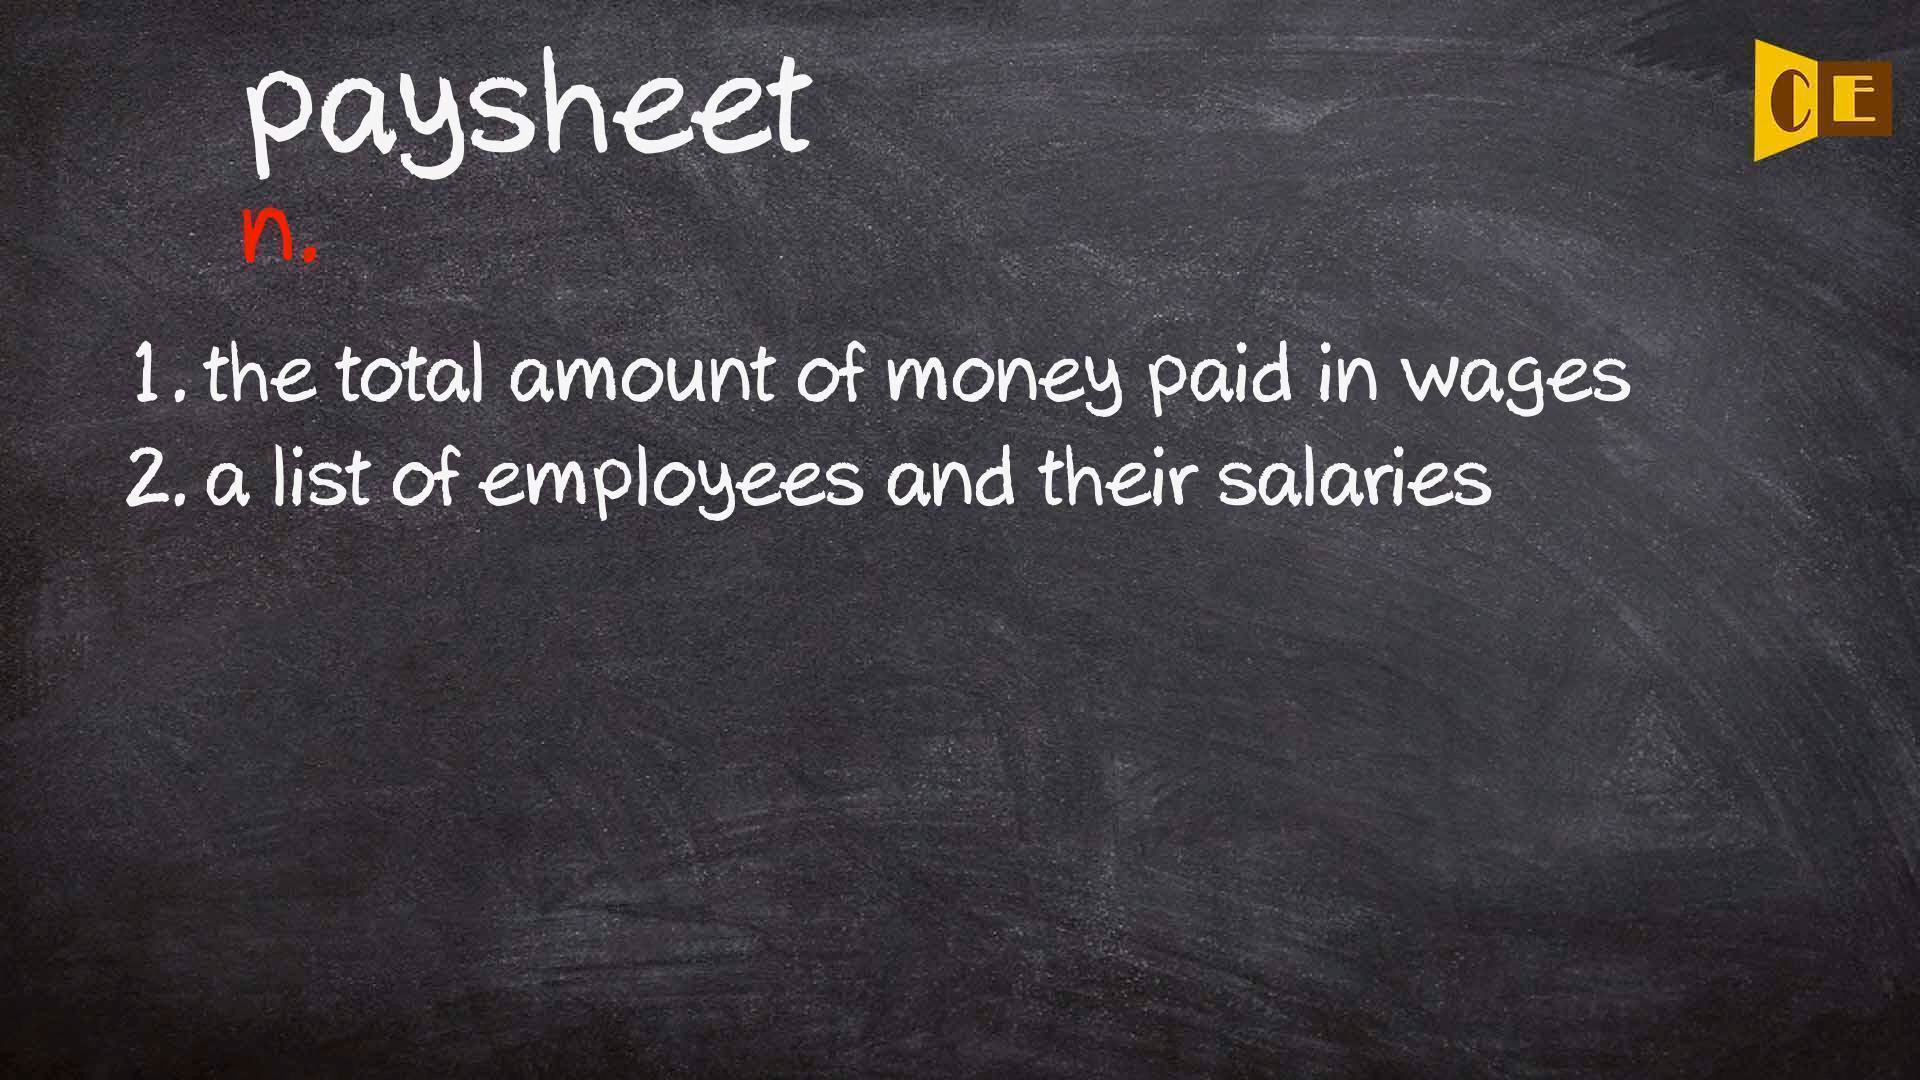 paysheet
CE
n.
1. the total amount of money paid in wages
2. a list of employees and their salaries